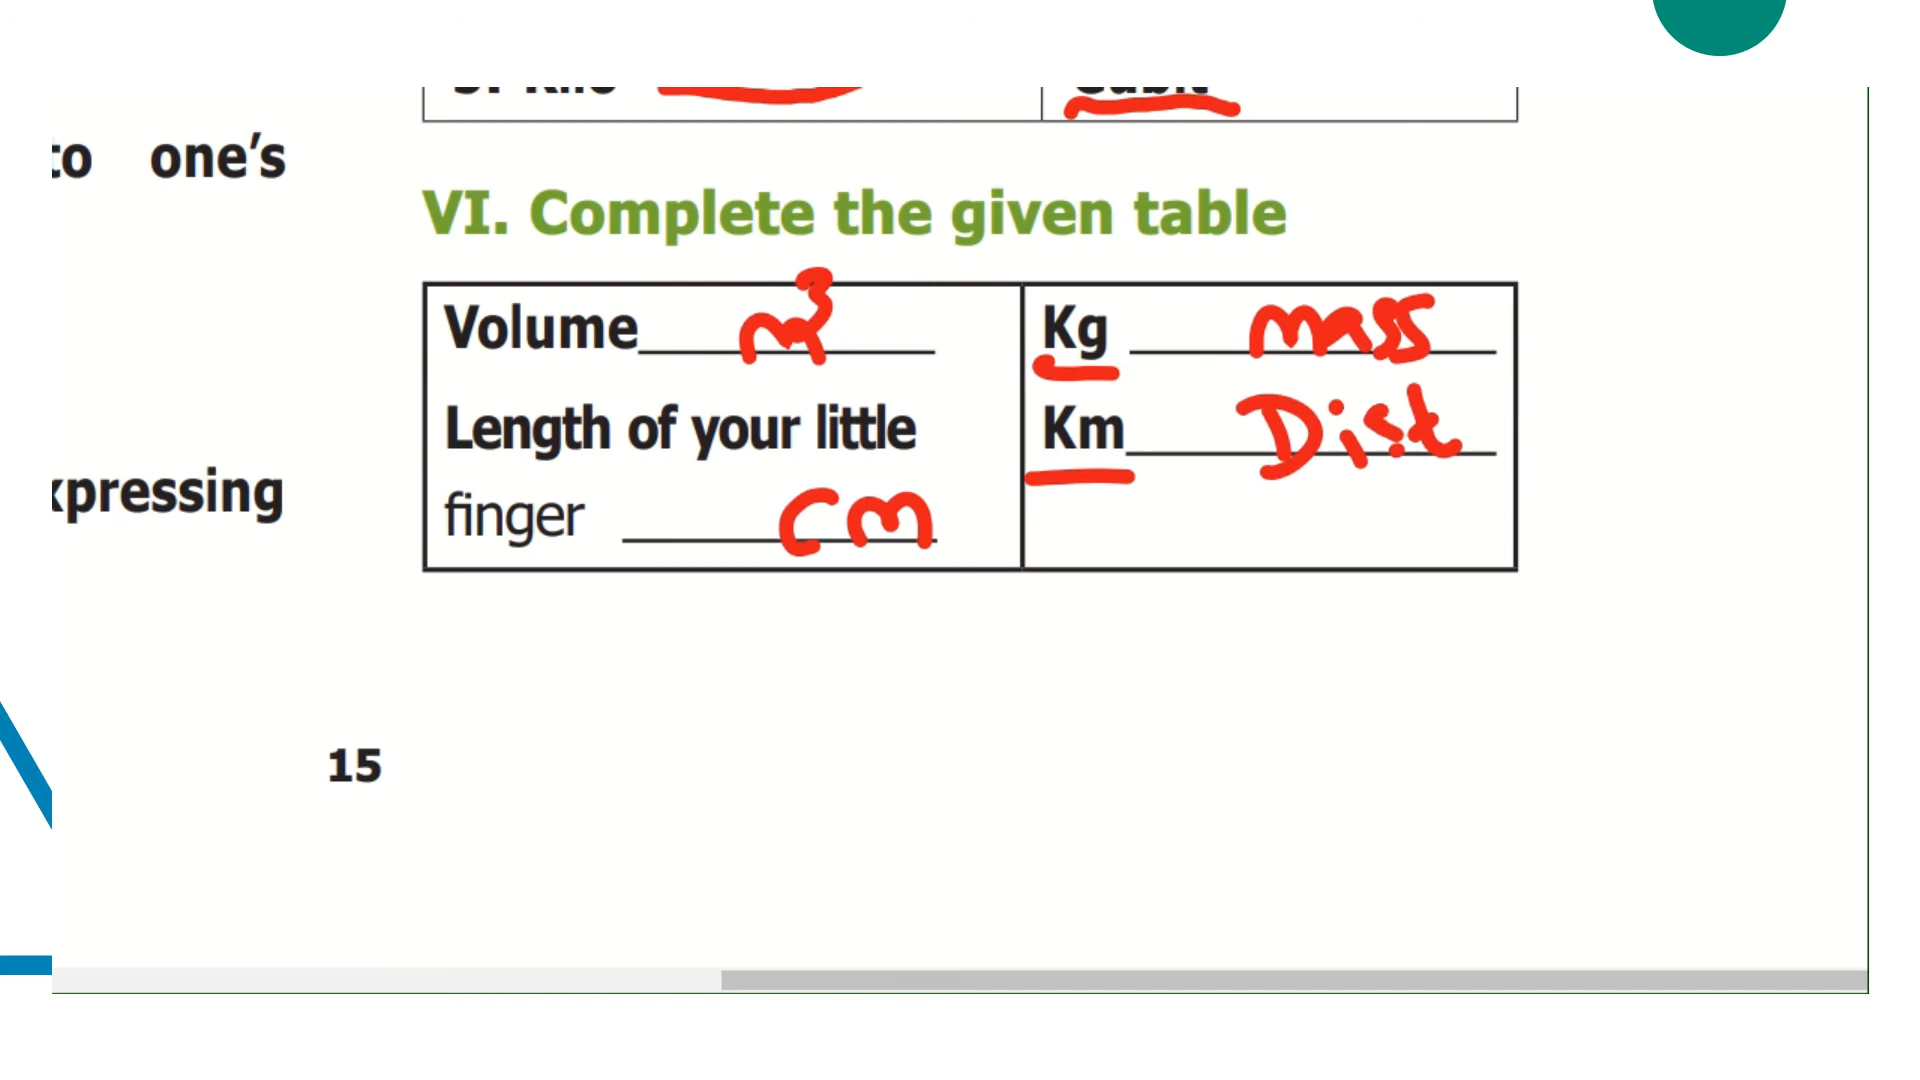 to one's
VI. Complete the given table
Volume m³
Kg mass
Length of your little
Km Dist
finger cm
xpressing
15